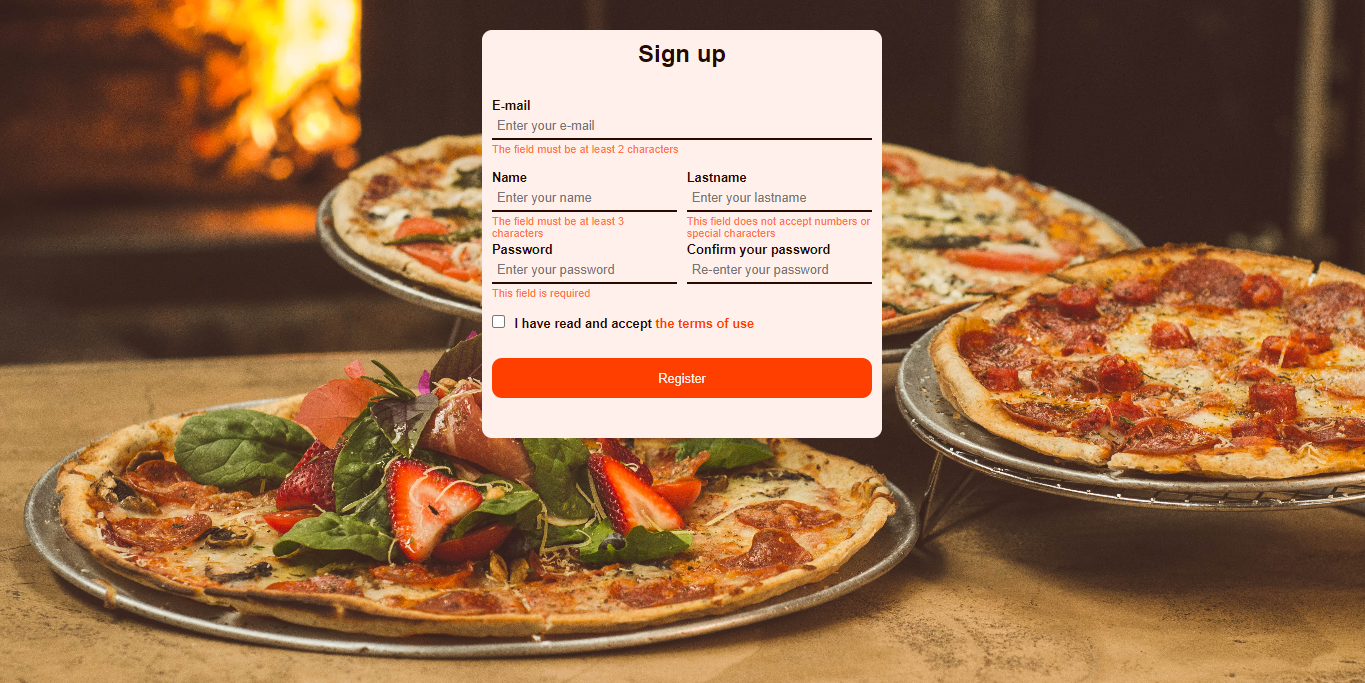 Sign up
E-mail
Enter your e-mail
The field must be at least 2 characters
Name
Enter your name
The field must be at least 3
characters
Lastname
Enter your lastname
This field does not accept numbers or
special characters
Password
Enter your password
This field is required
Confirm your password
Re-enter your password
I have read and accept the terms of use
Register